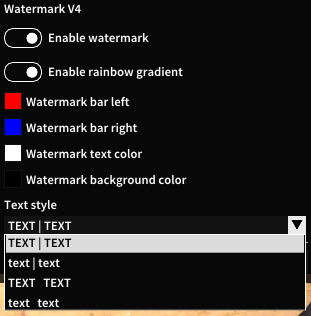 Watermark V4
Enable watermark
Enable rainbow gradient
Watermark bar left
Watermark bar right
Watermark text color
Watermark background color
Text style
TEXT | TEXT
TEXT | TEXT
text | text
TEXT  TEXT
text  text